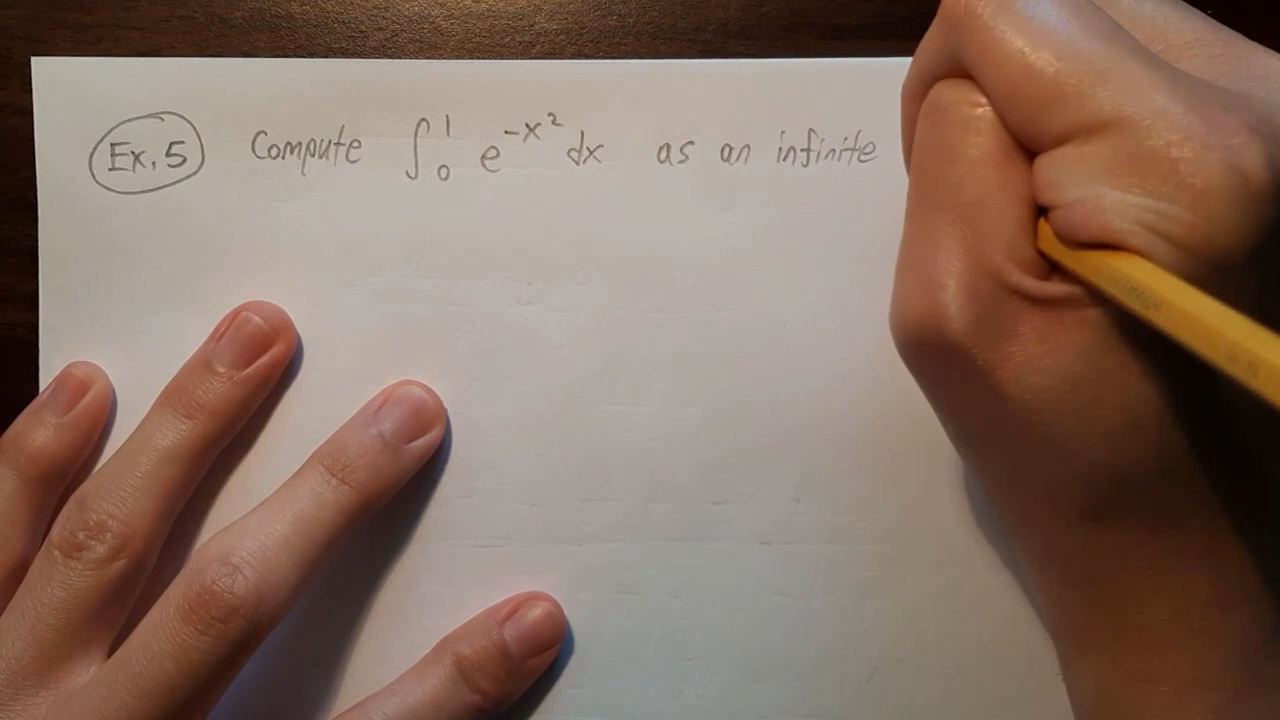 Ex. 5 Compute ∫₀¹ e^{-x²} dx as an infinite